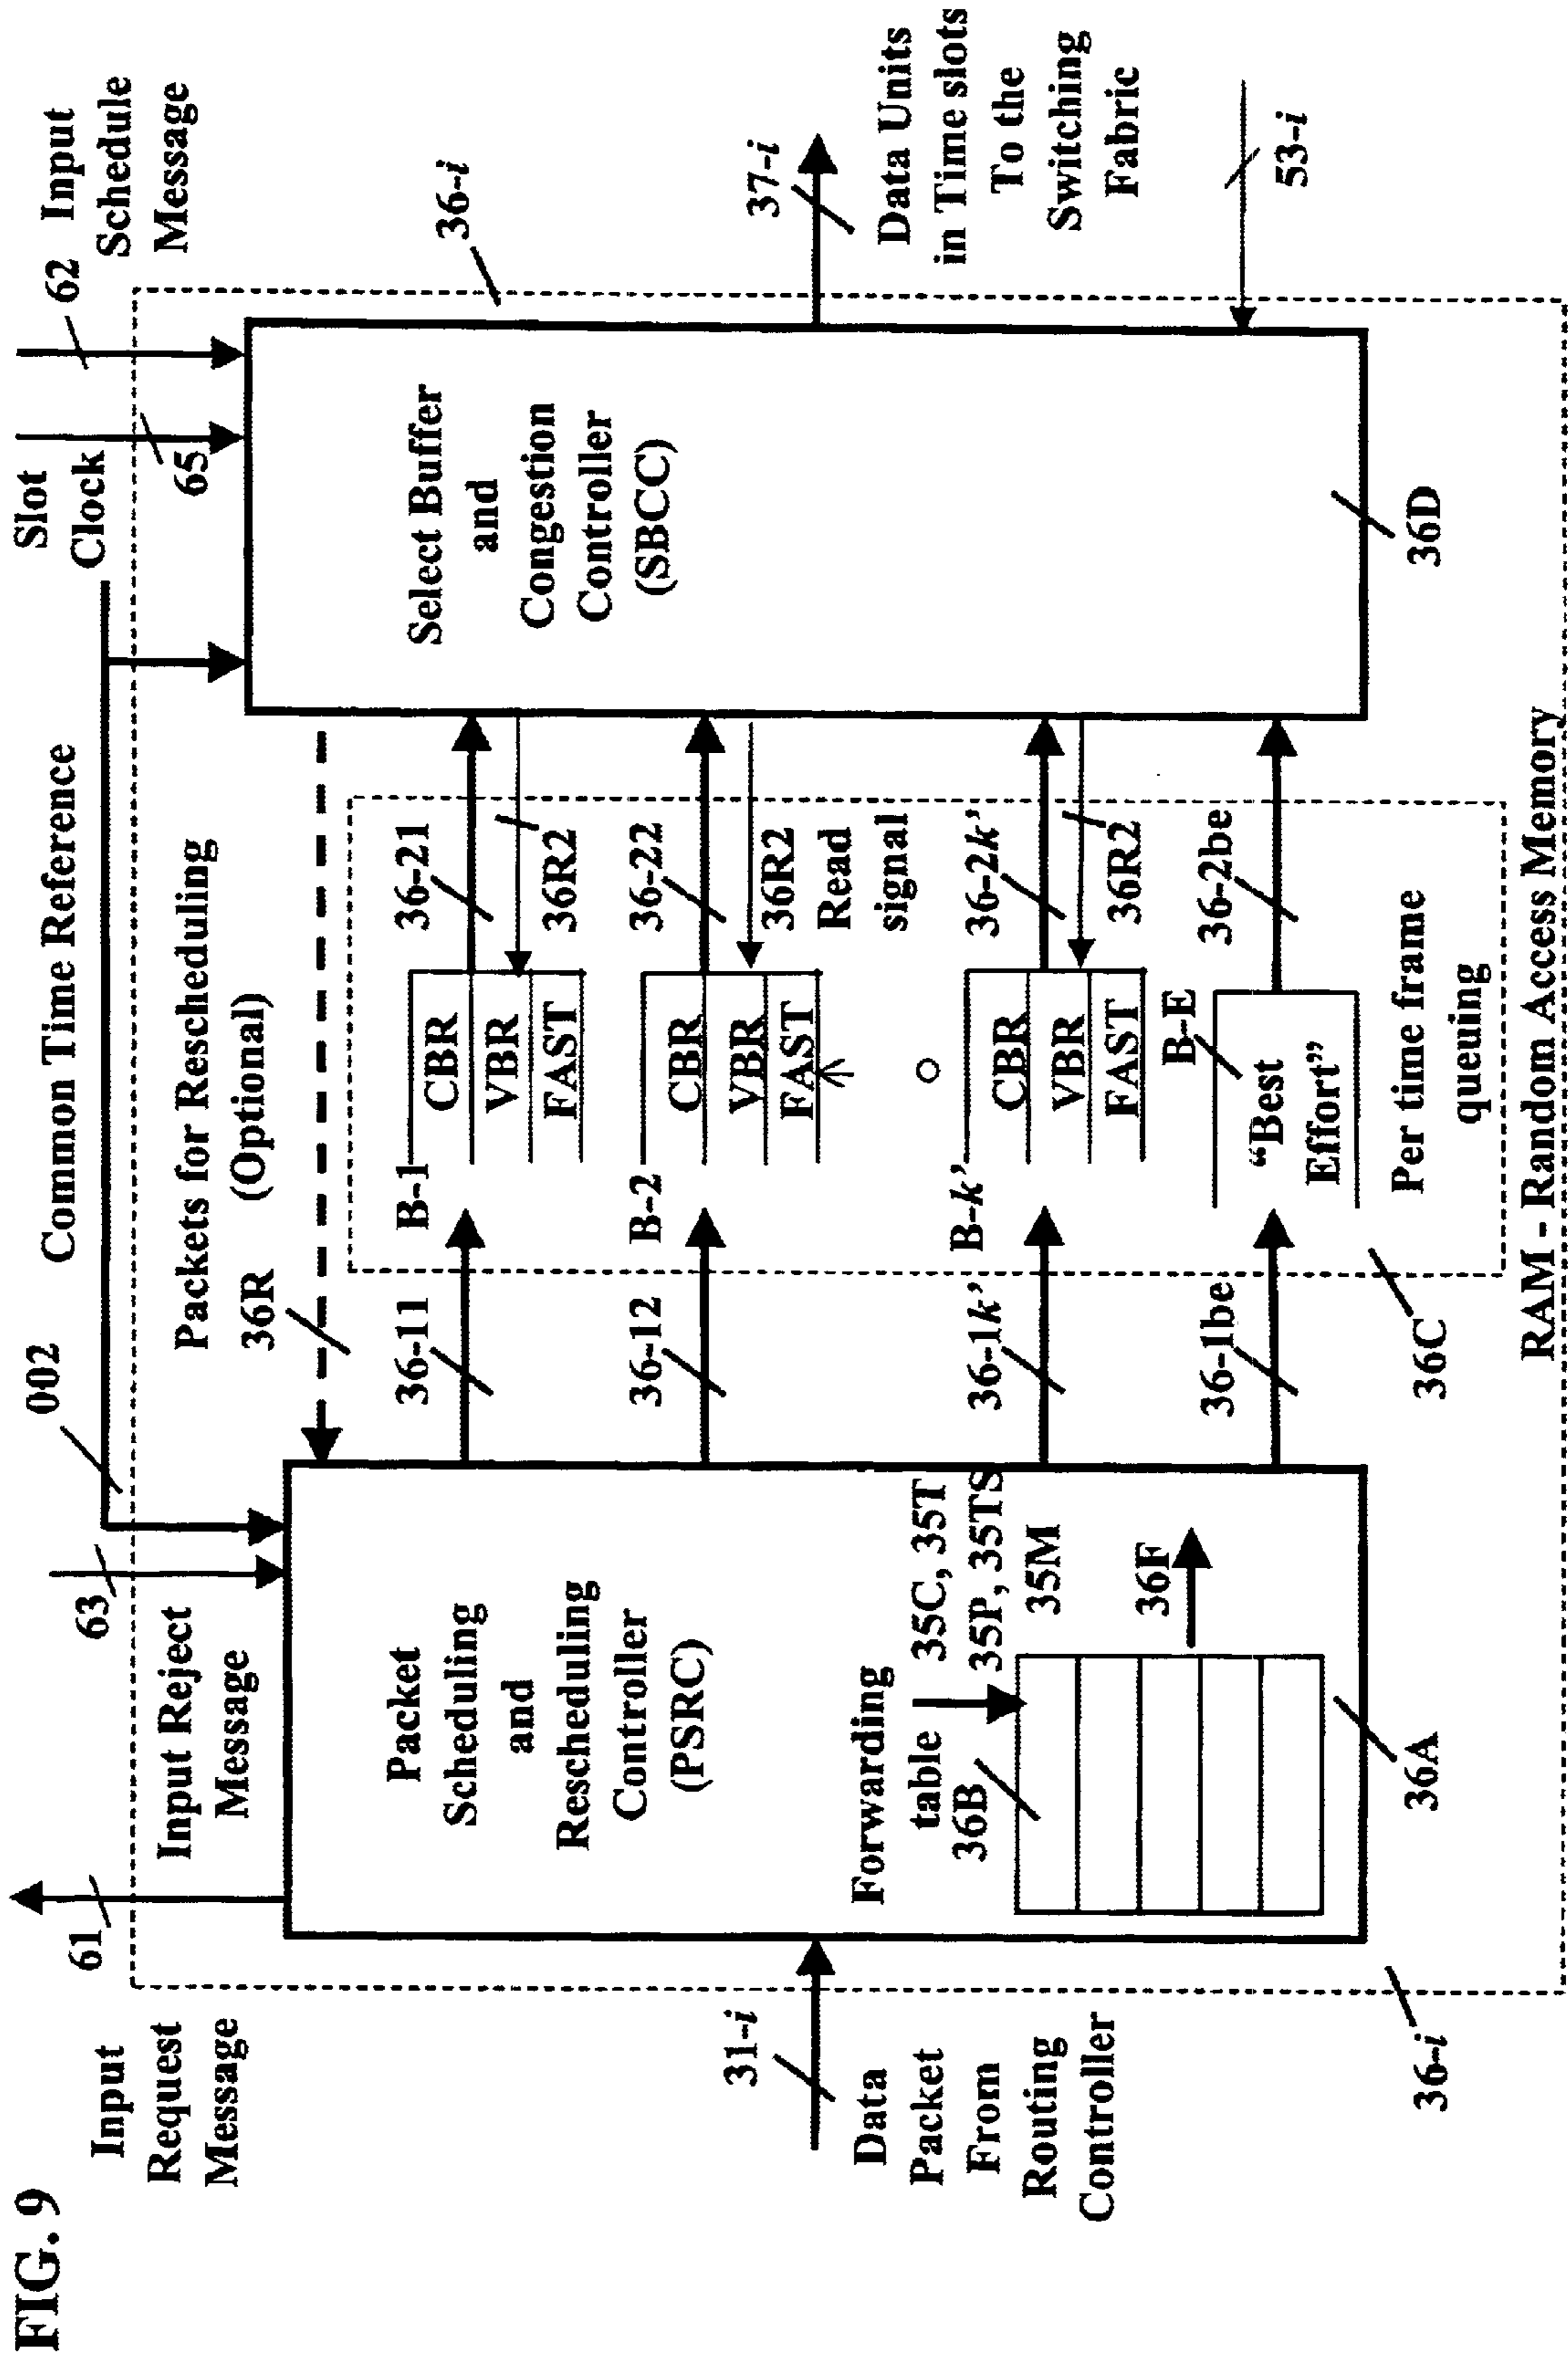 FIG. 9
Input
Request
Message
61
Input Reject
Message
63
002
Common Time Reference
Slot
Clock
65
62
Input
Schedule
Message
36-i
Packets for Rescheduling
36R (Optional)
Packet
Scheduling
and
Rescheduling
Controller
(PSRC)
Forwarding
table
36B
35C, 35T
35P, 35TS
35M
36F
36A
31-i
Data
Packet
From
Routing
Controller
36-i
36-11
B-1
CBR
VBR
FAST
36-21
36R2
36-12
B-2
CBR
VBR
FAST
36-22
36R2
Read
signal
36-1k'
B-k'
CBR
VBR
FAST
36-2k'
36R2
36-1be
B-E
“Best
Effort”
36-2be
Per time frame
queuing
36C
RAM - Random Access Memory
Select Buffer
and
Congestion
Controller
(SBCC)
36D
37-i
Data Units
in Time slots
To the
Switching
Fabric
53-i